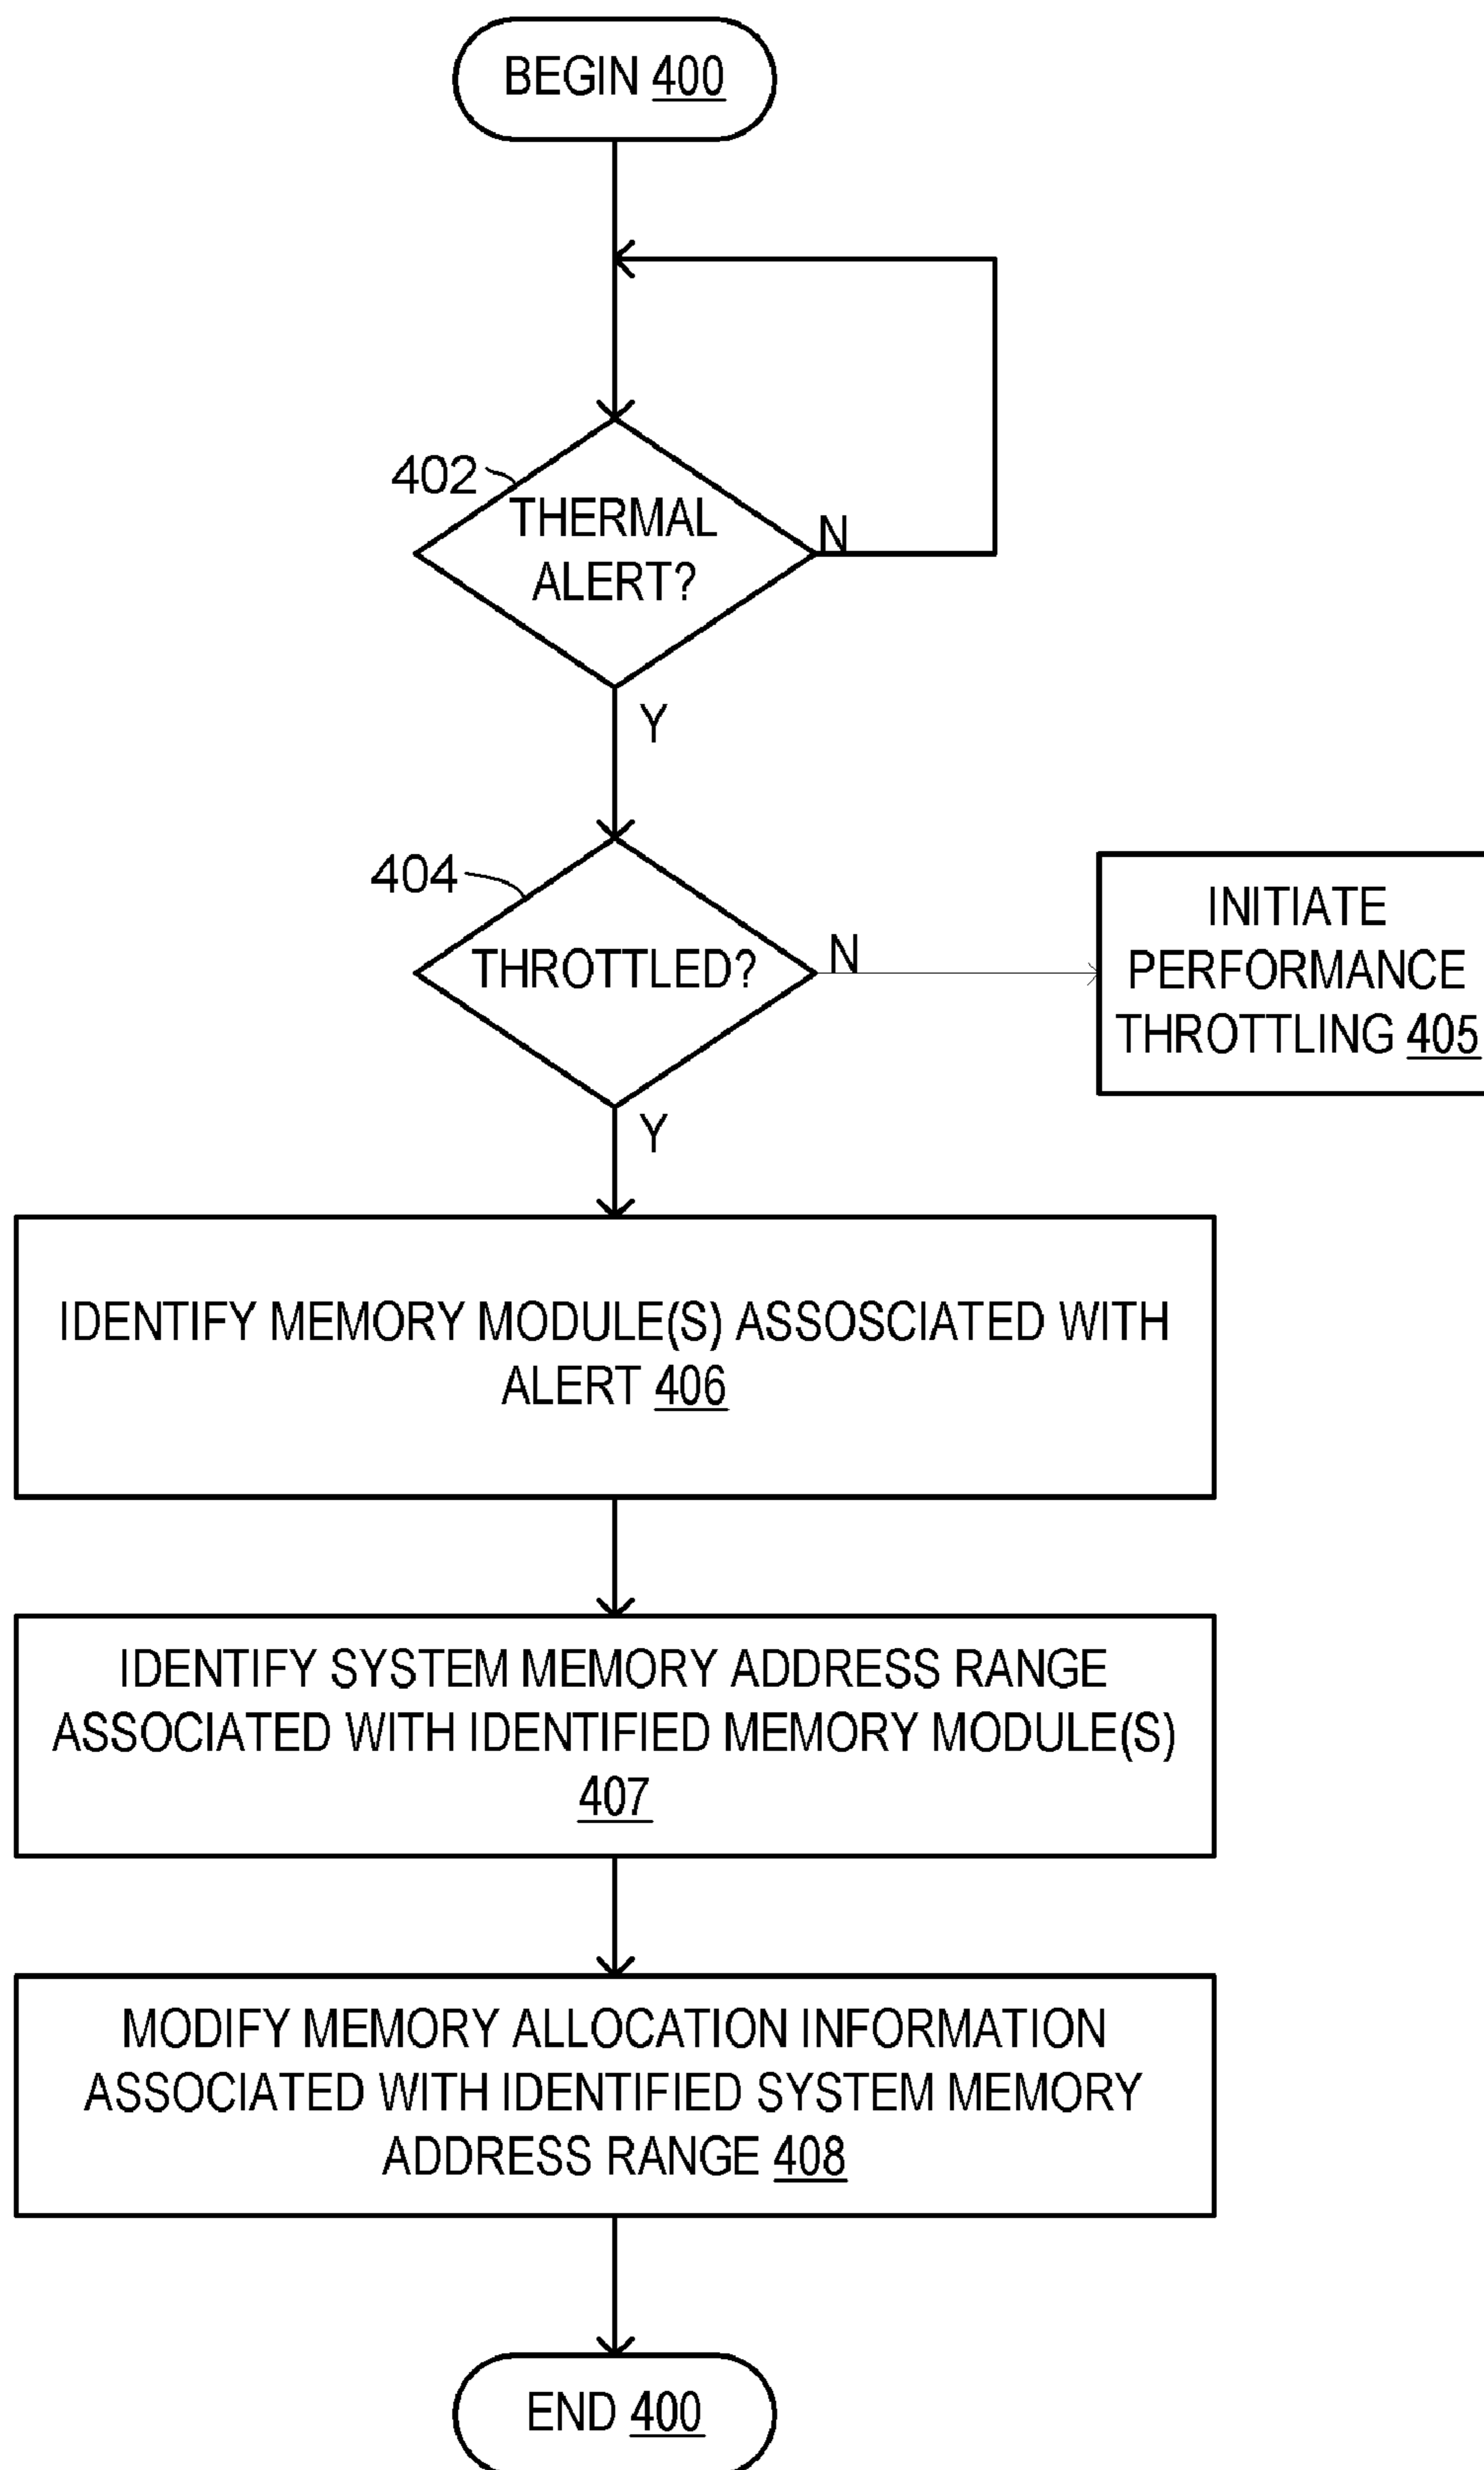 BEGIN 400
402
THERMAL
ALERT?
N
Y
404
THROTTLED?
N
INITIATE
PERFORMANCE
THROTTLING 405
Y
IDENTIFY MEMORY MODULE(S) ASSOSCIATED WITH
ALERT 406
IDENTIFY SYSTEM MEMORY ADDRESS RANGE
ASSOCIATED WITH IDENTIFIED MEMORY MODULE(S)
407
MODIFY MEMORY ALLOCATION INFORMATION
ASSOCIATED WITH IDENTIFIED SYSTEM MEMORY
ADDRESS RANGE 408
END 400